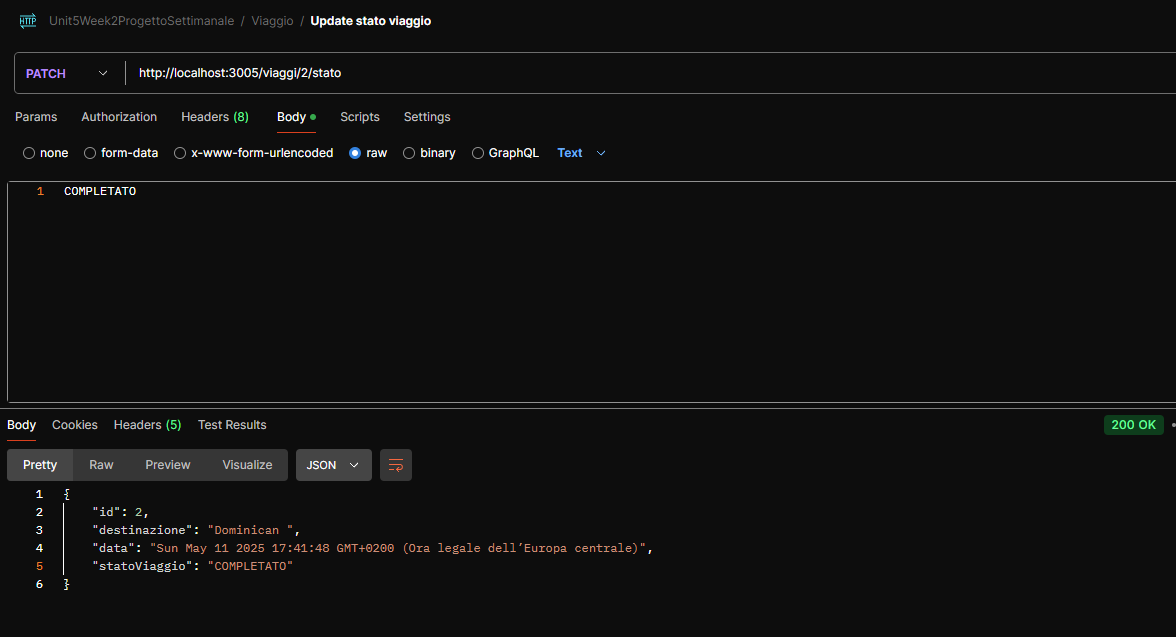 HTTP Unit5Week2ProgettoSettimanale / Viaggio / Update stato viaggio
PATCH http://localhost:3005/viaggi/2/stato
Params Authorization Headers (8) Body Scripts Settings
none form-data x-www-form-urlencoded raw binary GraphQL Text
1 COMPLETATO
Body Cookies Headers (5) Test Results 200 OK
Pretty Raw Preview Visualize JSON
1 {
2 "id": 2,
3 "destinazione": "Dominican ",
4 "data": "Sun May 11 2025 17:41:48 GMT+0200 (Ora legale dell’Europa centrale)",
5 "statoViaggio": "COMPLETATO"
6 }